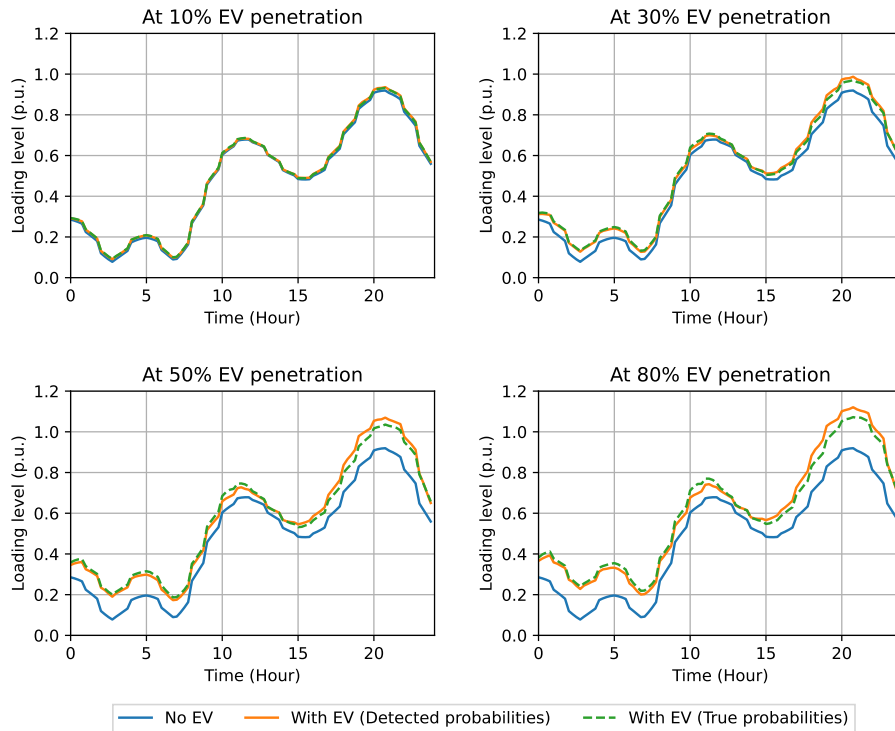 At 10% EV penetration
At 30% EV penetration
1.2
1.0
0.8
0.6
0.4
0.2
0.0
Loading level (p.u.)
0 5 10 15 20
Time (Hour)
1.2
1.0
0.8
0.6
0.4
0.2
0.0
Loading level (p.u.)
0 5 10 15 20
Time (Hour)
At 50% EV penetration
At 80% EV penetration
1.2
1.0
0.8
0.6
0.4
0.2
0.0
Loading level (p.u.)
0 5 10 15 20
Time (Hour)
1.2
1.0
0.8
0.6
0.4
0.2
0.0
Loading level (p.u.)
0 5 10 15 20
Time (Hour)
No EV With EV (Detected probabilities) With EV (True probabilities)